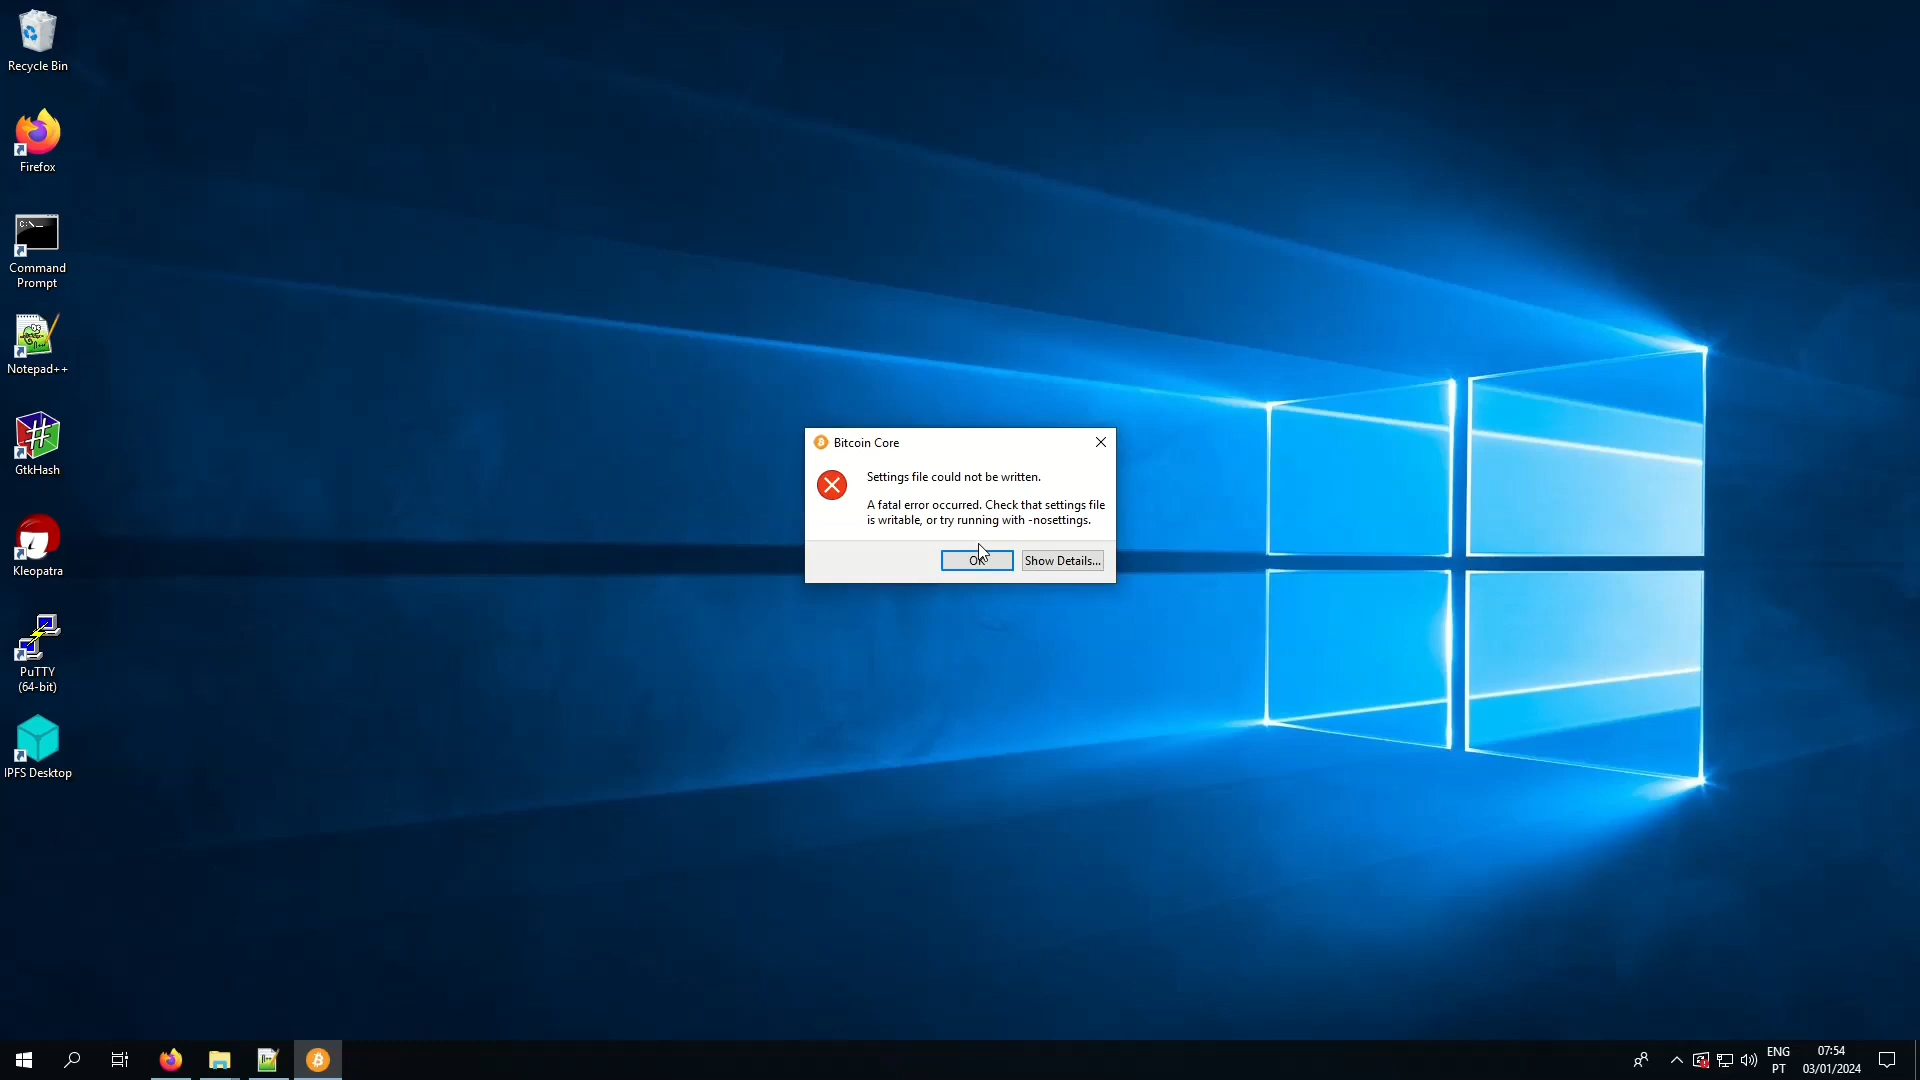 Recycle Bin
Firefox
Command
Prompt
Notepad++
GtkHash
Kleopatra
PuTTY
(64-bit)
IPFS Desktop
Bitcoin Core
Settings file could not be written.
A fatal error occurred. Check that settings file
is writable, or try running with -nosettings.
OK
Show Details...
ENG
PT
07:54
03/01/2024